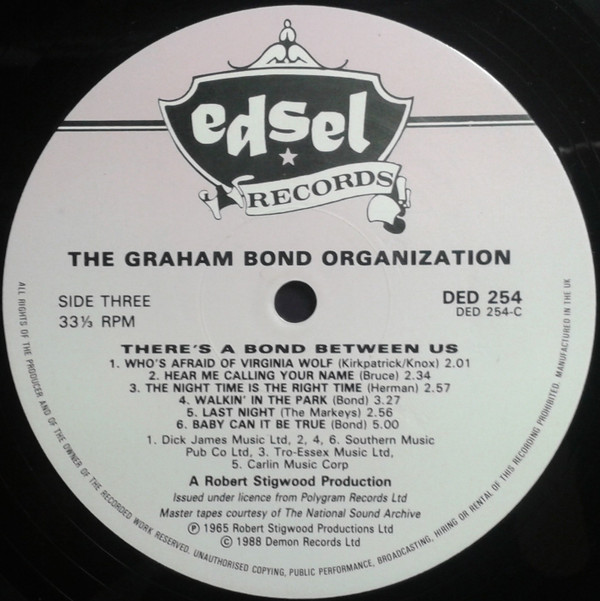 edsel
RECORDS
THE GRAHAM BOND ORGANIZATION
SIDE THREE
33⅓ RPM
DED 254
DED 254-C
THERE'S A BOND BETWEEN US
1. WHO'S AFRAID OF VIRGINIA WOLF (Kirkpatrick/Knox) 2.01
2. HEAR ME CALLING YOUR NAME (Bruce) 2.34
3. THE NIGHT TIME IS THE RIGHT TIME (Herman) 2.57
4. WALKIN' IN THE PARK (Bond) 3.27
5. LAST NIGHT (The Markeys) 2.56
6. BABY CAN IT BE TRUE (Bond) 5.00
1. Dick James Music Ltd, 2, 4, 6. Southern Music
Pub Co Ltd, 3. Tro-Essex Music Ltd,
5. Carlin Music Corp
A Robert Stigwood Production
Issued under licence from Polygram Records Ltd
Master tapes courtesy of The National Sound Archive
Ⓟ 1965 Robert Stigwood Productions Ltd
© 1988 Demon Records Ltd
ALL RIGHTS OF THE PRODUCER AND OF THE OWNER OF THE RECORDED WORK RESERVED. UNAUTHORISED COPYING, PUBLIC PERFORMANCE, BROADCASTING, HIRING OR RENTAL OF THIS RECORDING PROHIBITED. MANUFACTURED IN THE UK